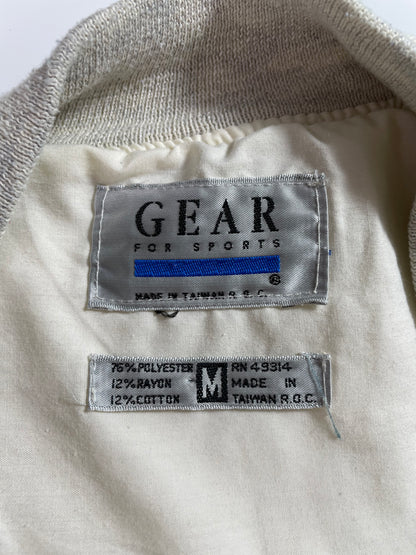 GEAR
FOR SPORTS
®
MADE IN TAIWAN R.O.C.
76% POLYESTER
12% RAYON
12% COTTON
M
RN 49314
MADE IN
TAIWAN R.O.C.